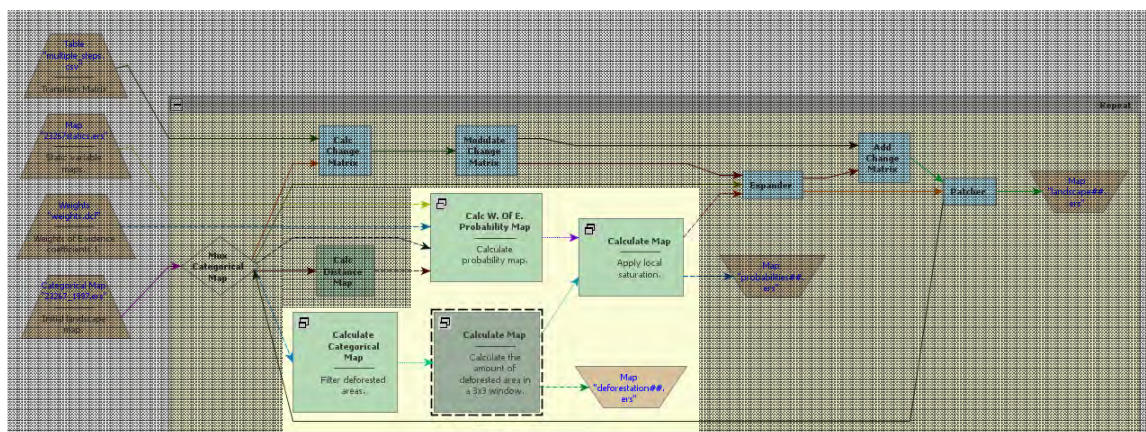 Table
"multiple_steps.
csv"
Transition Matrix.
Repeat
Map
"23267statics.ers"
Static variable
maps.
Calc
Change
Matrix
Modulate
Change
Matrix
Add
Change
Matrix
Expander
Patcher
Map
"landscape##.
ers"
Weights
"weights.dcf"
Weights of Evidence
coefficients.
Mux
Categorical
Map
Calc W. Of E.
Probability Map
Calculate
probability map.
Calculate Map
Apply local
saturation.
Calc
Distance
Map
Map
"probabilities##.
ers"
Categorical Map
"23267_1997.ers"
Initial landscape
map.
Calculate
Categorical
Map
Filter deforested
areas.
Calculate Map
Calculate the
amount of
deforested area in
a 3x3 window.
Map
"deforestation##.
ers"